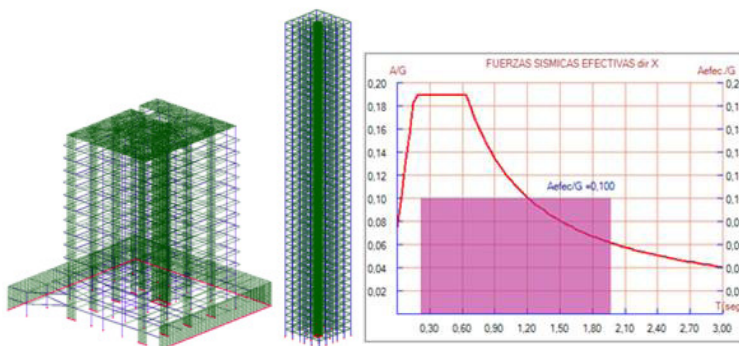 FUERZAS SISMICAS EFECTIVAS dir X
A/G
Aefec./G
0,20
0,18
0,16
0,14
0,12
0,10
0,08
0,06
0,04
0,02
Aefec/G =0,100
0,30 0,60 0,90 1,20 1,50 1,80 2,10 2,40 2,70 3,00